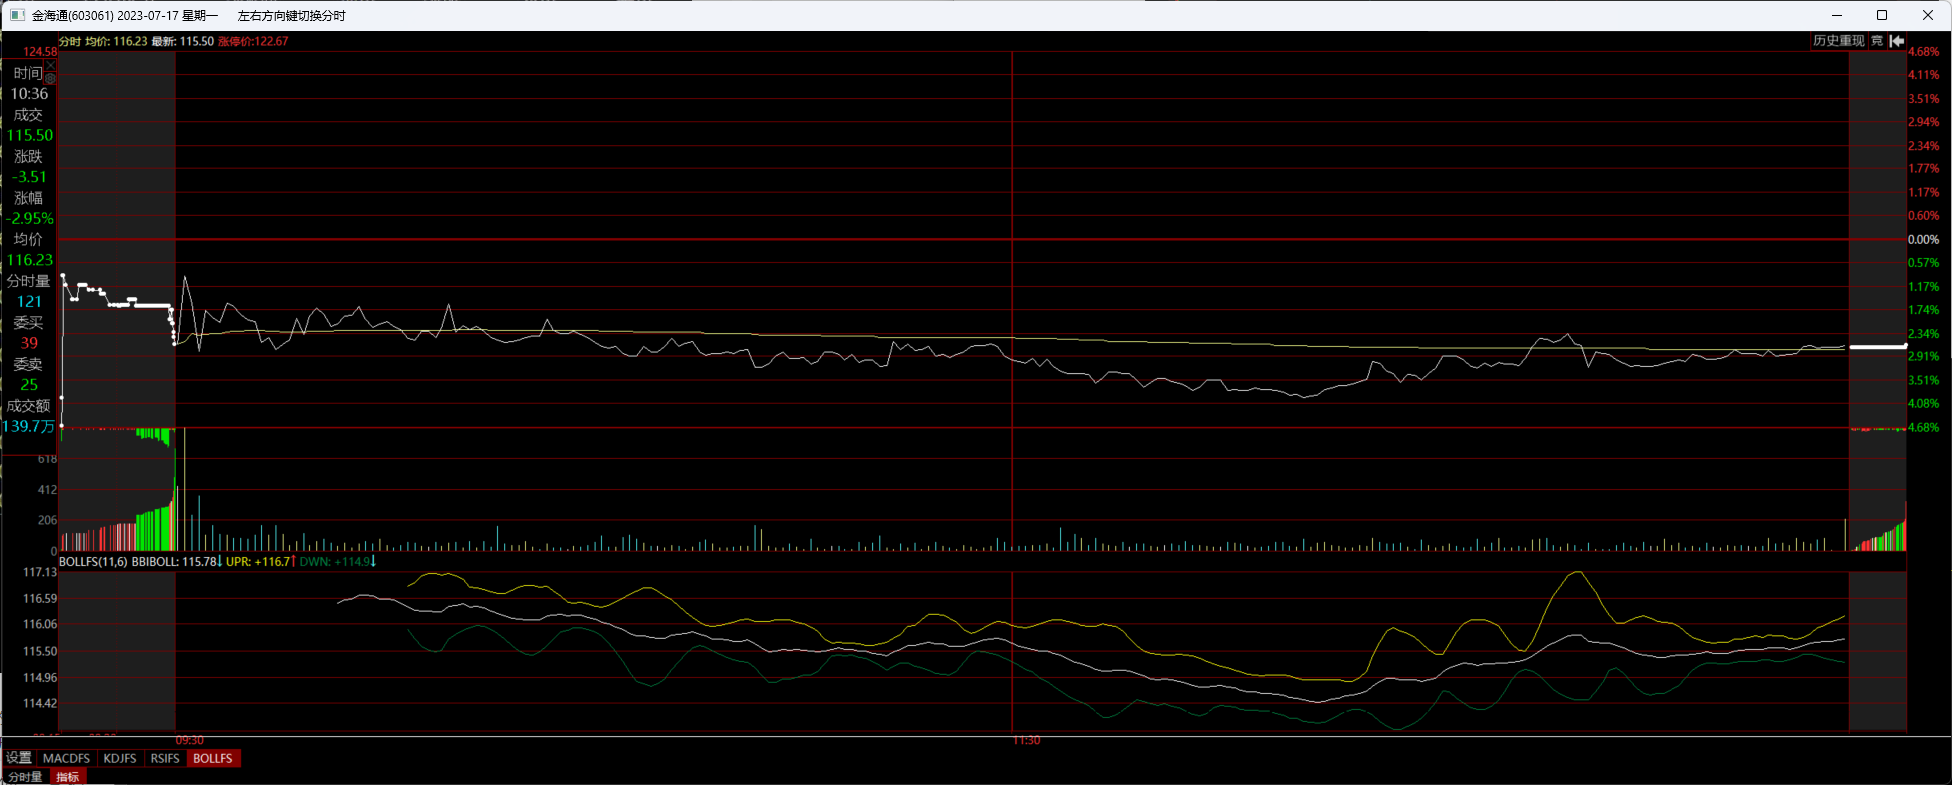 金海通(603061) 2023-07-17 星期一 左右方向键切换分时
分时 均价: 116.23 最新: 115.50 涨停价:122.67
历史重现 竞
124.58
时间
10:36
成交
115.50
涨跌
-3.51
涨幅
-2.95%
均价
116.23
分时量
121
委买
39
委卖
25
成交额
139.7万
618
412
206
0
4.68%
4.11%
3.51%
2.94%
2.34%
1.77%
1.17%
0.60%
0.00%
0.57%
1.17%
1.74%
2.34%
2.91%
3.51%
4.08%
4.68%
BOLLFS(11,6) BBIBOLL: 115.78↓ UPR: +116.7↑ DWN: +114.9↓
117.13
116.59
116.06
115.50
114.96
114.42
09:30 11:30
设置 MACDFS KDJFS RSIFS BOLLFS
分时量 指标